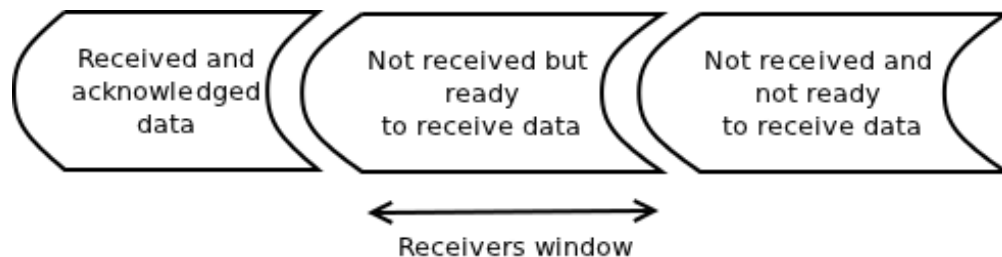 Received and
acknowledged
data
Not received but
ready
to receive data
Not received and
not ready
to receive data
Receivers window